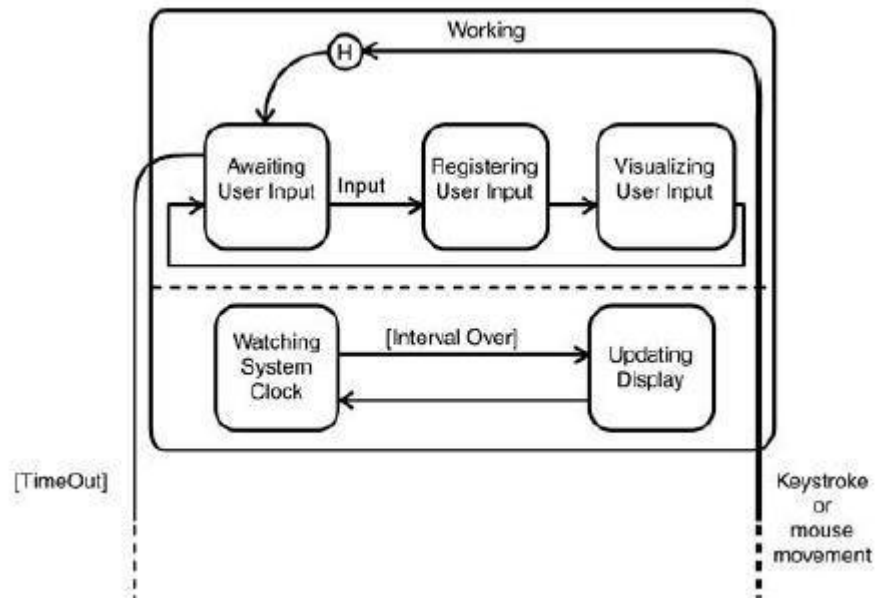 Working
H
Awaiting
User Input
Input
Registering
User Input
Visualizing
User Input
Watching
System
Clock
[Interval Over]
Updating
Display
[TimeOut]
Keystroke
or
mouse
movement